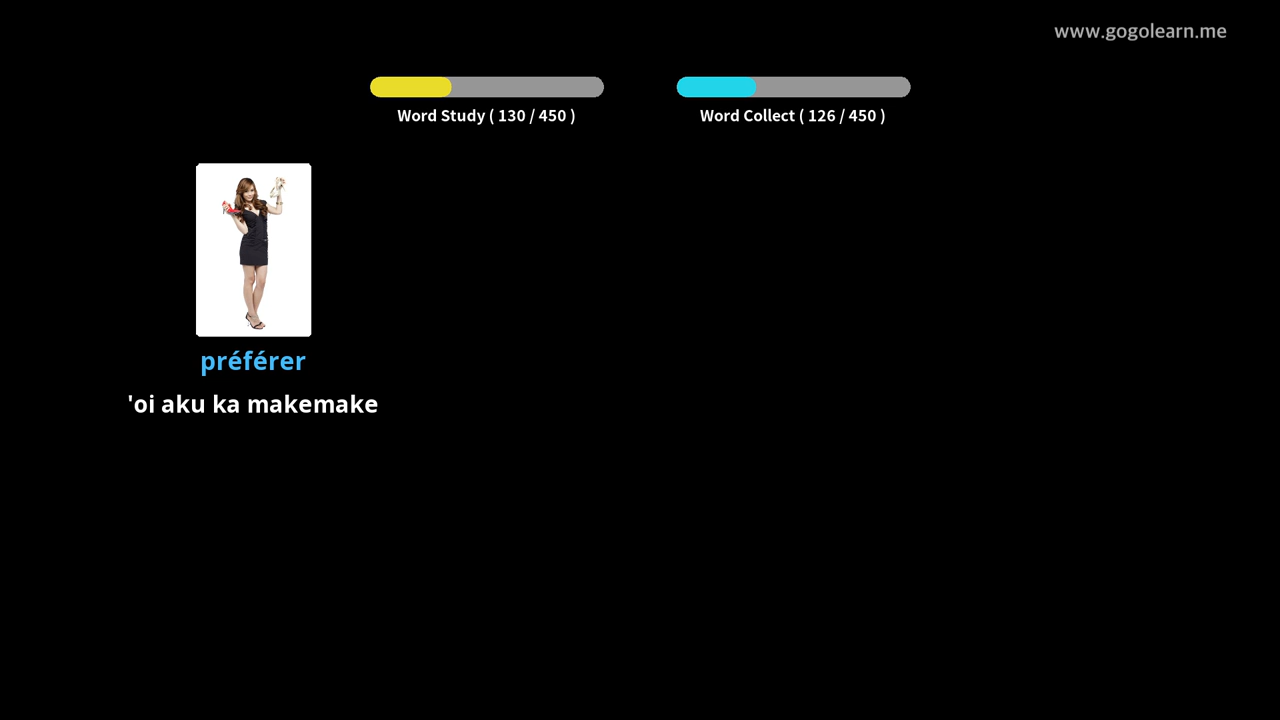 www.gogolearn.me
Word Study ( 130 / 450 )
Word Collect ( 126 / 450 )
préférer
'oi aku ka makemake